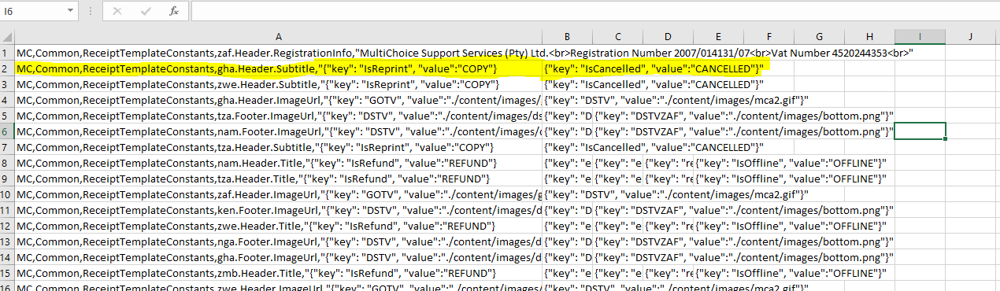 I6 fx
A B C D E F G H I J
1 MC,Common,ReceiptTemplateConstants,zaf.Header.RegistrationInfo,"MultiChoice Support Services (Pty) Ltd.<br>Registration Number 2007/014131/07<br>Vat Number 4520244353<br>"
2 MC,Common,ReceiptTemplateConstants,gha.Header.Subtitle,"{"key": "IsReprint", "value":"COPY"} {"key": "IsCancelled", "value":"CANCELLED"}"
3 MC,Common,ReceiptTemplateConstants,zwe.Header.Subtitle,"{"key": "IsReprint", "value":"COPY"} {"key": "IsCancelled", "value":"CANCELLED"}"
4 MC,Common,ReceiptTemplateConstants,gha.Header.ImageUrl,"{"key": "GOTV", "value":"./content/images/ {"key": "DSTV", "value":"./content/images/mca2.gif"}"
5 MC,Common,ReceiptTemplateConstants,tza.Footer.ImageUrl,"{"key": "DSTV", "value":"./content/images/ds {"key": "D {"key": "DSTVZAF", "value":"./content/images/bottom.png"}"
6 MC,Common,ReceiptTemplateConstants,nam.Footer.ImageUrl,"{"key": "DSTV", "value":"./content/images/d {"key": "D {"key": "DSTVZAF", "value":"./content/images/bottom.png"}"
7 MC,Common,ReceiptTemplateConstants,tza.Header.Subtitle,"{"key": "IsReprint", "value":"COPY"} {"key": "IsCancelled", "value":"CANCELLED"}"
8 MC,Common,ReceiptTemplateConstants,nam.Header.Title,"{"key": "IsRefund", "value":"REFUND"} {"key": "e {"key": "e {"key": "re {"key": "IsOffline", "value":"OFFLINE"}"
9 MC,Common,ReceiptTemplateConstants,tza.Header.Title,"{"key": "IsRefund", "value":"REFUND"} {"key": "e {"key": "e {"key": "re {"key": "IsOffline", "value":"OFFLINE"}"
10 MC,Common,ReceiptTemplateConstants,zaf.Header.ImageUrl,"{"key": "GOTV", "value":"./content/images/g {"key": "DSTV", "value":"./content/images/mca2.gif"}"
11 MC,Common,ReceiptTemplateConstants,ken.Footer.ImageUrl,"{"key": "DSTV", "value":"./content/images/d {"key": "D {"key": "DSTVZAF", "value":"./content/images/bottom.png"}"
12 MC,Common,ReceiptTemplateConstants,zwe.Header.Title,"{"key": "IsRefund", "value":"REFUND"} {"key": "e {"key": "e {"key": "re {"key": "IsOffline", "value":"OFFLINE"}"
13 MC,Common,ReceiptTemplateConstants,nga.Footer.ImageUrl,"{"key": "DSTV", "value":"./content/images/ds {"key": "D {"key": "DSTVZAF", "value":"./content/images/bottom.png"}"
14 MC,Common,ReceiptTemplateConstants,gha.Footer.ImageUrl,"{"key": "DSTV", "value":"./content/images/d {"key": "D {"key": "DSTVZAF", "value":"./content/images/bottom.png"}"
15 MC,Common,ReceiptTemplateConstants,zmb.Header.Title,"{"key": "IsRefund", "value":"REFUND"} {"key": "e {"key": "e {"key": "re {"key": "IsOffline", "value":"OFFLINE"}"
16 MC,Common,ReceiptTemplateConstants,zwe.Header.ImageUrl,"{"key": "GOTV", "value":"./content/images/ {"key": "DSTV", "value":"./content/images/mca2.gif"}"